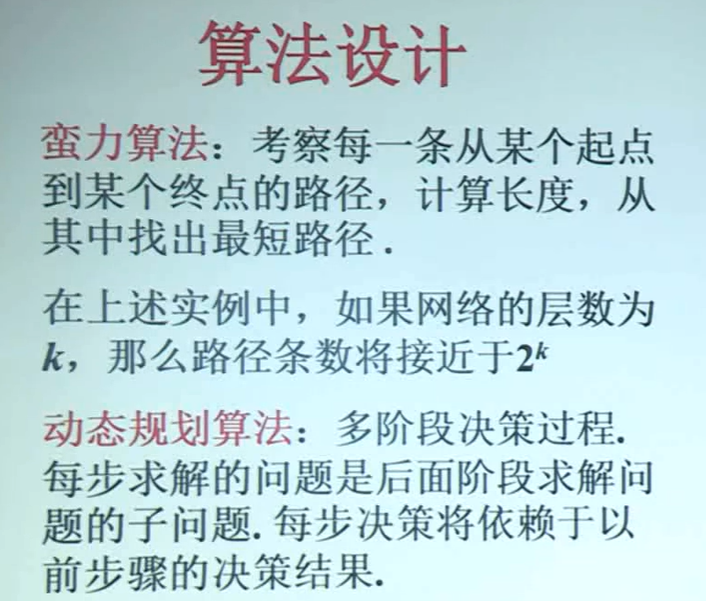 算法设计
蛮力算法：考察每一条从某个起点
到某个终点的路径，计算长度，从
其中找出最短路径．
在上述实例中，如果网络的层数为
k，那么路径条数将接近于2ᵏ
动态规划算法：多阶段决策过程．
每步求解的问题是后面阶段求解问
题的子问题．每步决策将依赖于以
前步骤的决策结果．